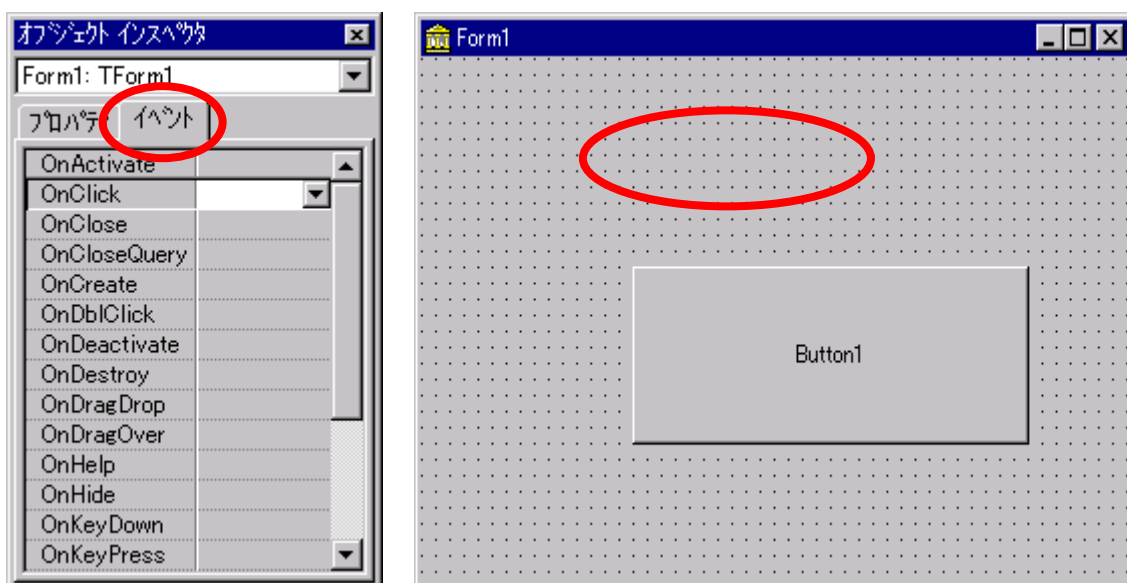 オブジェクト インスペクタ
Form1: TForm1
プロパティ イベント
OnActivate
OnClick
OnClose
OnCloseQuery
OnCreate
OnDblClick
OnDeactivate
OnDestroy
OnDragDrop
OnDragOver
OnHelp
OnHide
OnKeyDown
OnKeyPress
Form1
Button1